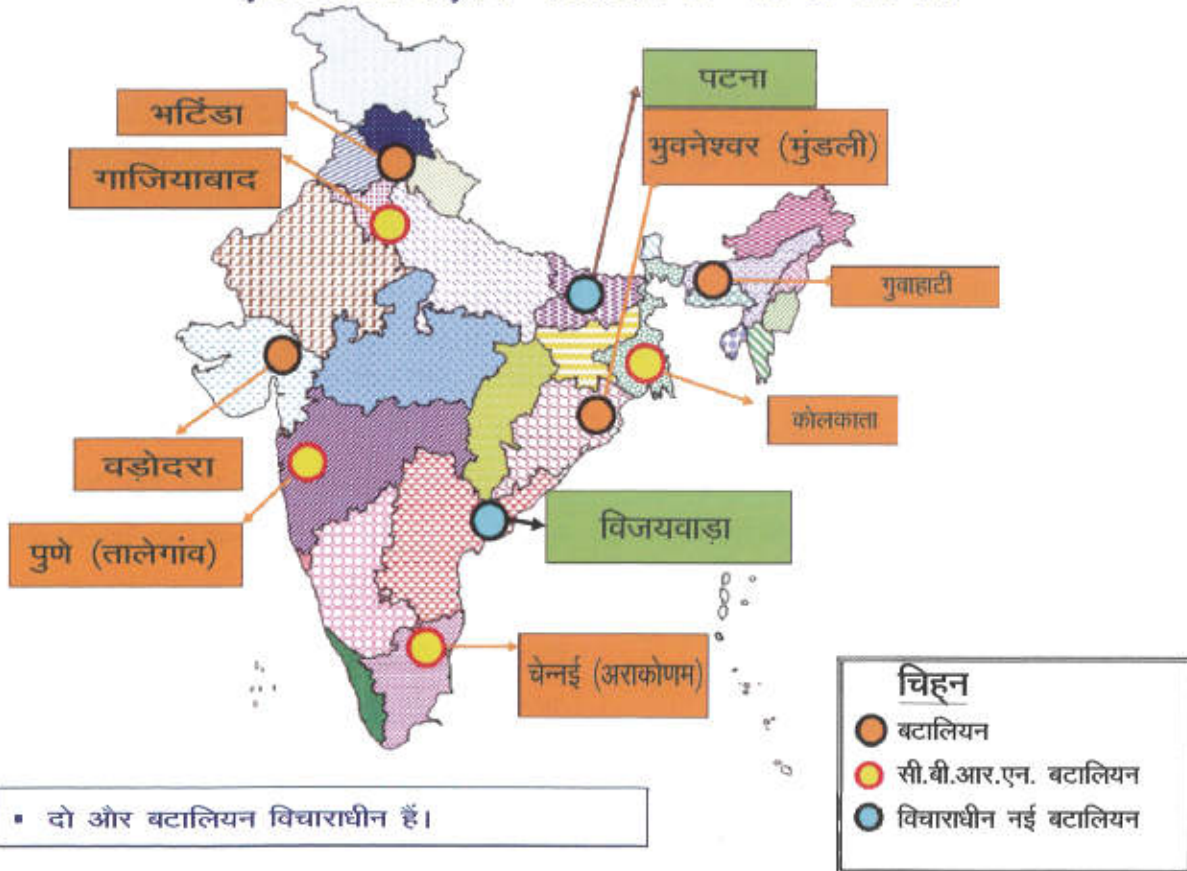 पटना
भटिंडा
भुवनेश्वर (मुंडली)
गाजियाबाद
गुवाहाटी
कोलकाता
वड़ोदरा
विजयवाड़ा
पुणे (तालेगांव)
चेन्नई (अराकोणम)
चिह्न
बटालियन
सी.बी.आर.एन. बटालियन
विचाराधीन नई बटालियन
▪ दो और बटालियन विचाराधीन हैं।